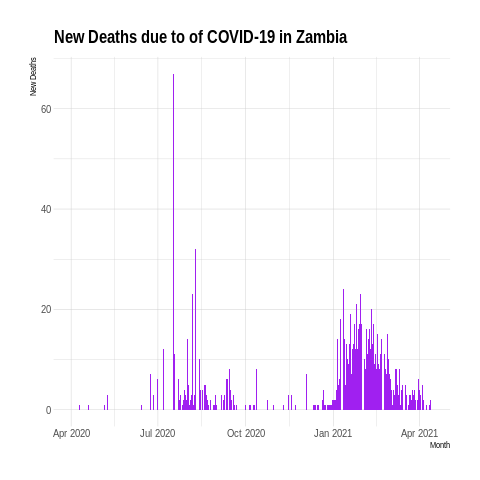 New Deaths due to of COVID-19 in Zambia
New Deaths
60
40
20
0
Apr 2020 Jul 2020 Oct 2020 Jan 2021 Apr 2021
Month